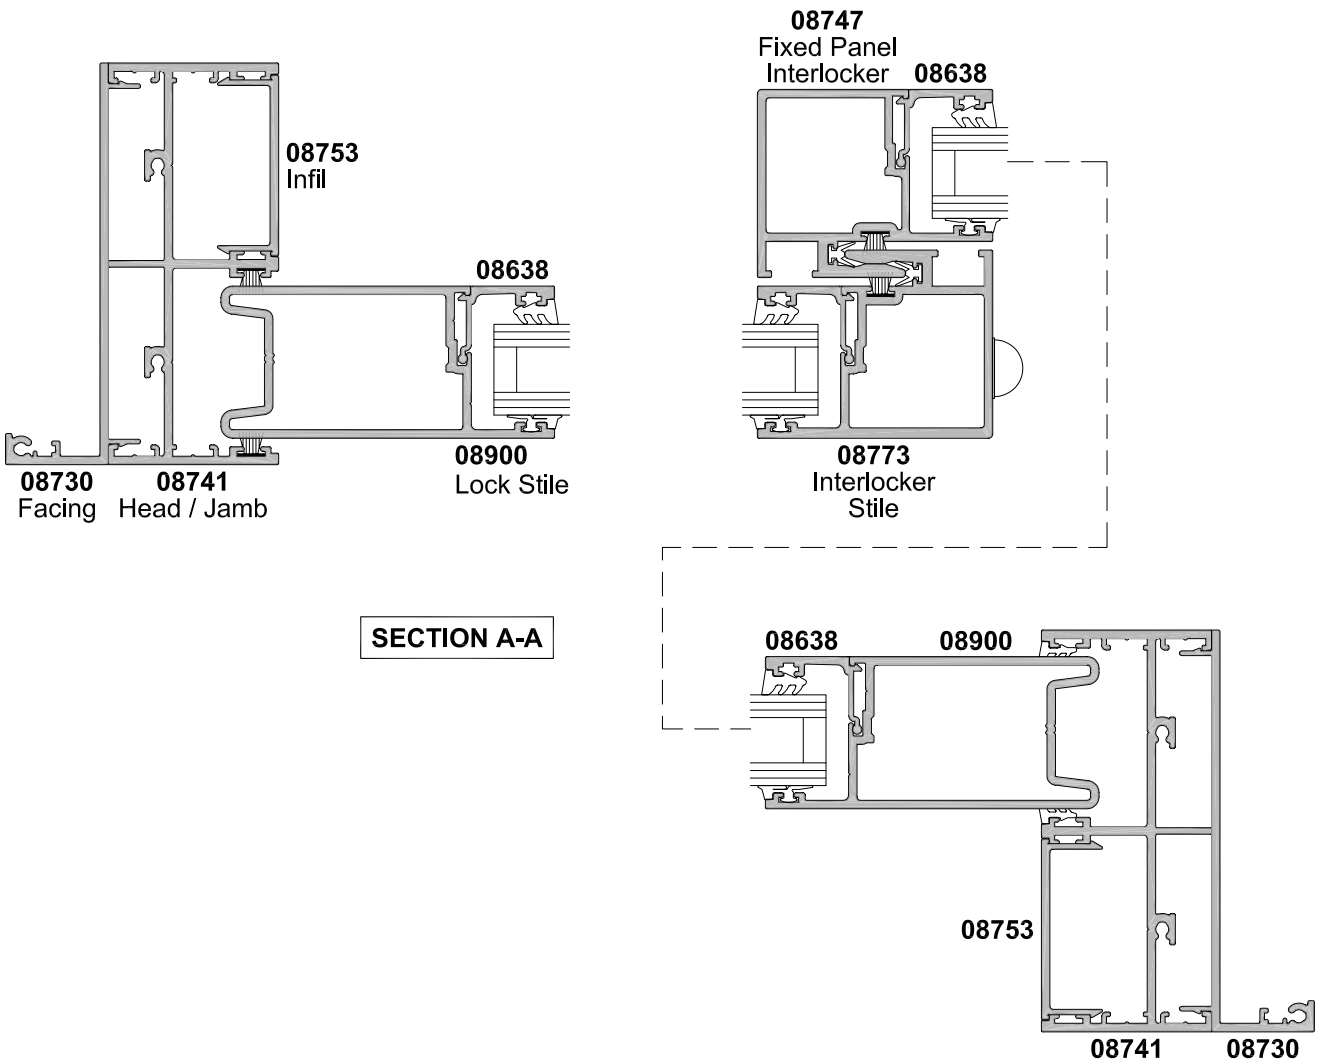 08747
Fixed Panel
Interlocker
08638
08753
Infil
08638
08730
Facing
08741
Head / Jamb
08900
Lock Stile
08773
Interlocker
Stile
SECTION A-A
08638
08900
08753
08741
08730